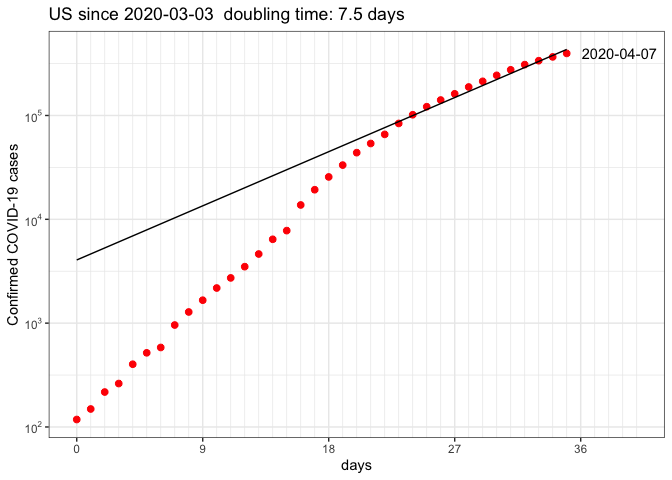 US since 2020-03-03  doubling time: 7.5 days
2020-04-07
Confirmed COVID-19 cases
10⁵
10⁴
10³
10²
0 9 18 27 36
days